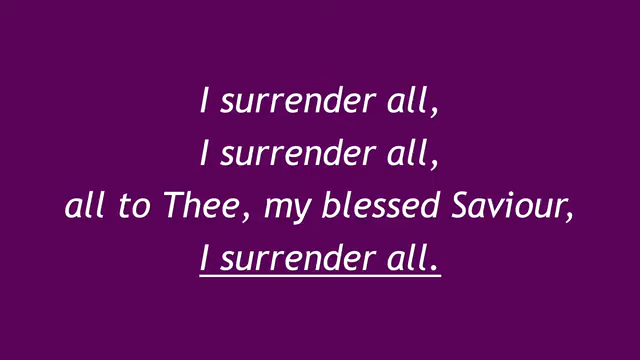 I surrender all,
I surrender all,
all to Thee, my blessed Saviour,
I surrender all.